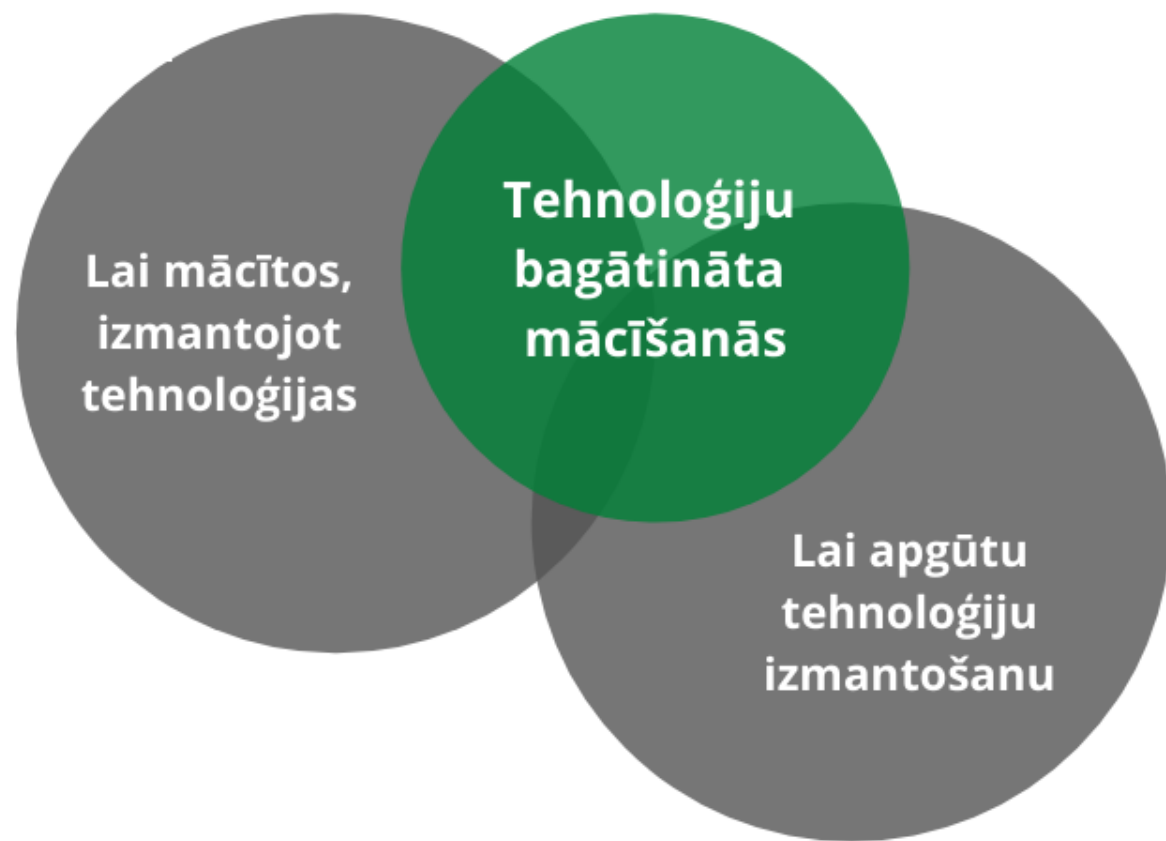 Lai mācītos,
izmantojot
tehnoloģijas
Tehnoloģiju
bagātināta
mācīšanās
Lai apgūtu
tehnoloģiju
izmantošanu